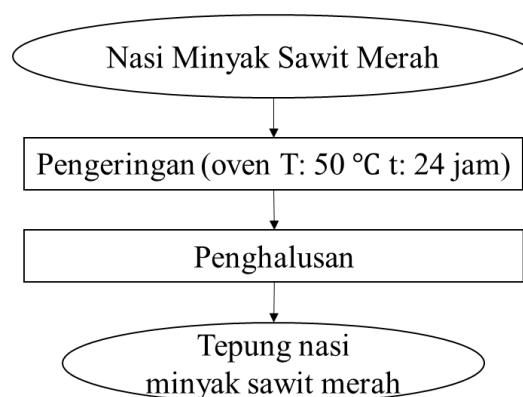 Nasi Minyak Sawit Merah
Pengeringan (oven T: 50 °C t: 24 jam)
Penghalusan
Tepung nasi
minyak sawit merah